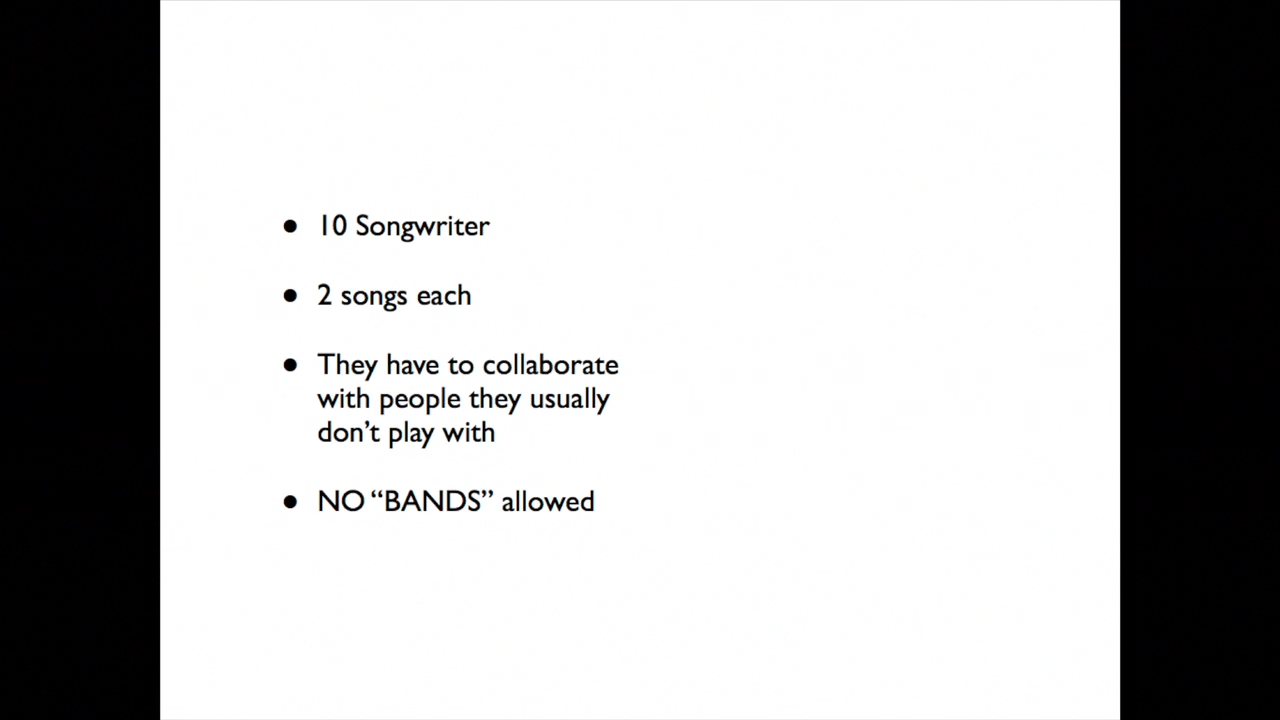 • 10 Songwriter
• 2 songs each
• They have to collaborate
with people they usually
don’t play with
• NO “BANDS” allowed